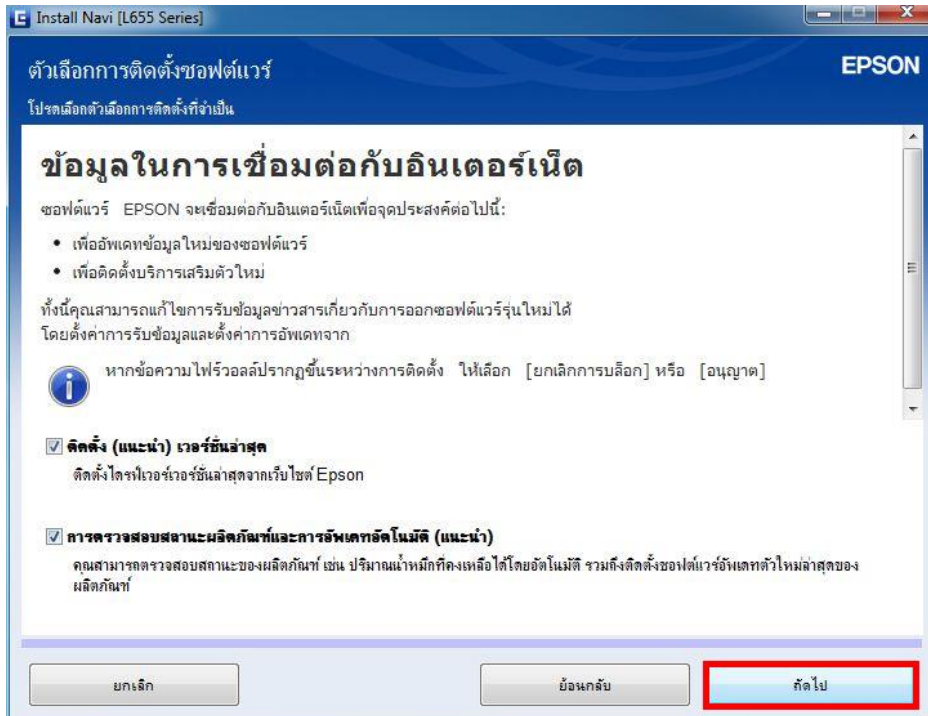 Install Navi [L655 Series]
ตัวเลือกการติดตั้งซอฟต์แวร์
EPSON
โปรดเลือกตัวเลือกการติดตั้งที่จำเป็น
ข้อมูลในการเชื่อมต่อกับอินเตอร์เน็ต
ซอฟต์แวร์ EPSON จะเชื่อมต่อกับอินเตอร์เน็ตเพื่อจุดประสงค์ต่อไปนี้:
• เพื่ออัพเดทข้อมูลใหม่ของซอฟต์แวร์
• เพื่อติดตั้งบริการเสริมตัวใหม่
ทั้งนี้คุณสามารถแก้ไขการรับข้อมูลข่าวสารเกี่ยวกับการออกซอฟต์แวร์รุ่นใหม่ได้
โดยตั้งค่าการรับข้อมูลและตั้งค่าการอัพเดทจาก
หากข้อความไฟร์วอลล์ปรากฏขึ้นระหว่างการติดตั้ง ให้เลือก [ยกเลิกการบล็อก] หรือ [อนุญาต]
ติดตั้ง (แนะนำ) เวอร์ชั่นล่าสุด
ติดตั้งไดรฟ์เวอร์เวอร์ชั่นล่าสุดจากเว็บไซต์ Epson
การตรวจสอบสถานะผลิตภัณฑ์และการอัพเดทอัตโนมัติ (แนะนำ)
คุณสามารถตรวจสอบสถานะของผลิตภัณฑ์ เช่น ปริมาณน้ำหมึกที่คงเหลือได้โดยอัตโนมัติ รวมถึงติดตั้งซอฟต์แวร์อัพเดทตัวใหม่ล่าสุดของ
ผลิตภัณฑ์
ยกเลิก
ย้อนกลับ
ถัดไป